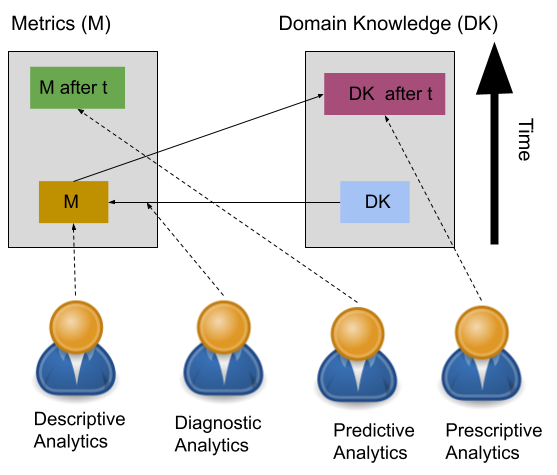 Metrics (M)
Domain Knowledge (DK)
M after t
DK after t
Time
M
DK
Descriptive
Analytics
Diagnostic
Analytics
Predictive
Analytics
Prescriptive
Analytics